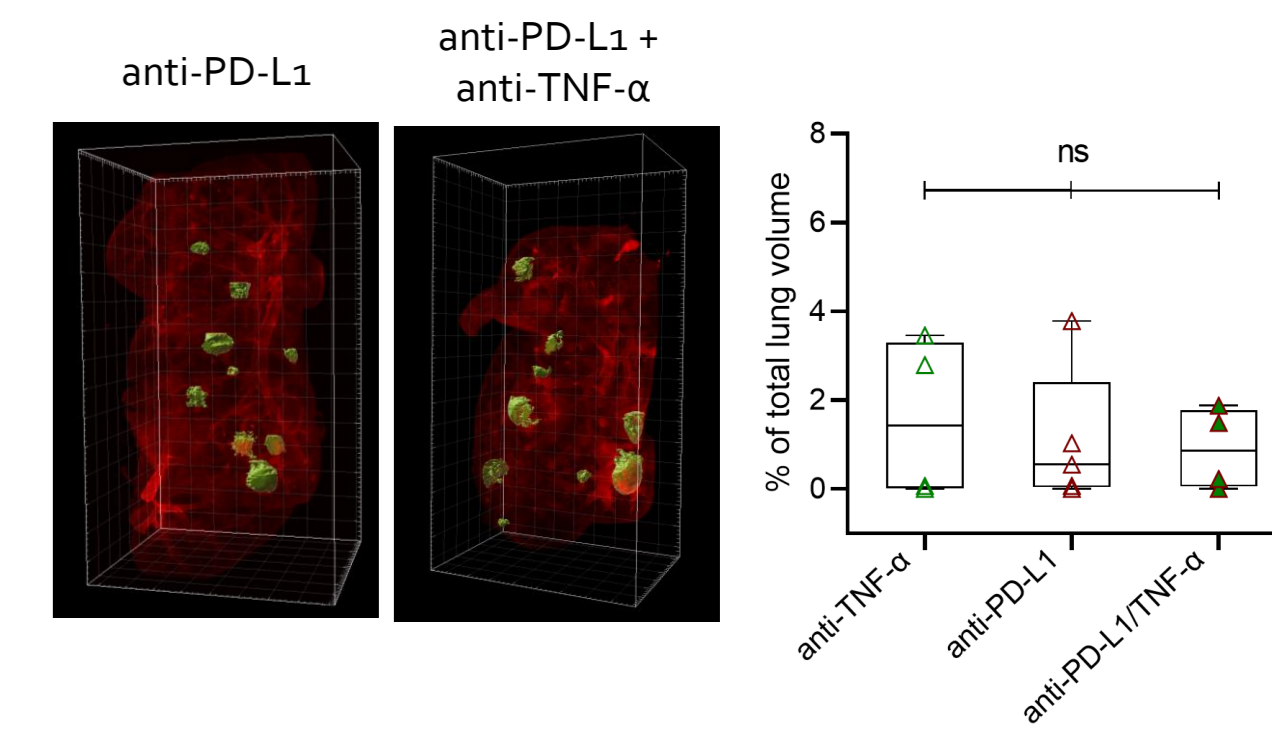 anti-PD-L1
anti-PD-L1 +
anti-TNF-α
8
6
4
2
0
% of total lung volume
ns
anti-TNF-α
anti-PD-L1
anti-PD-L1/TNF-α